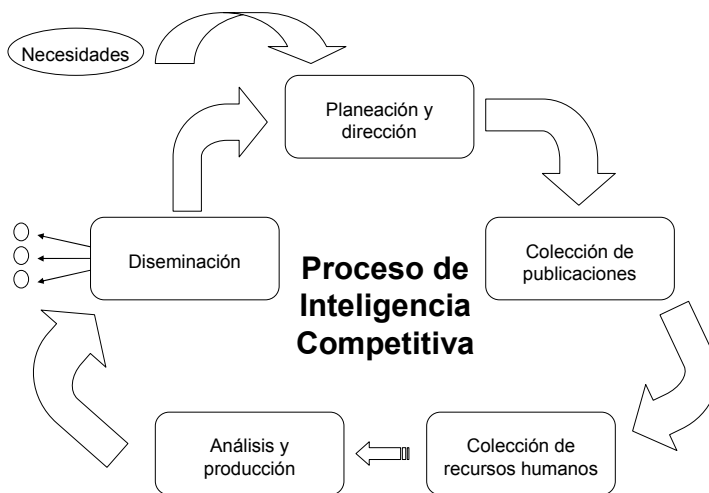 Necesidades
Planeación y
dirección
Colección de
publicaciones
Diseminación
Proceso de
Inteligencia
Competitiva
Análisis y
producción
Colección de
recursos humanos